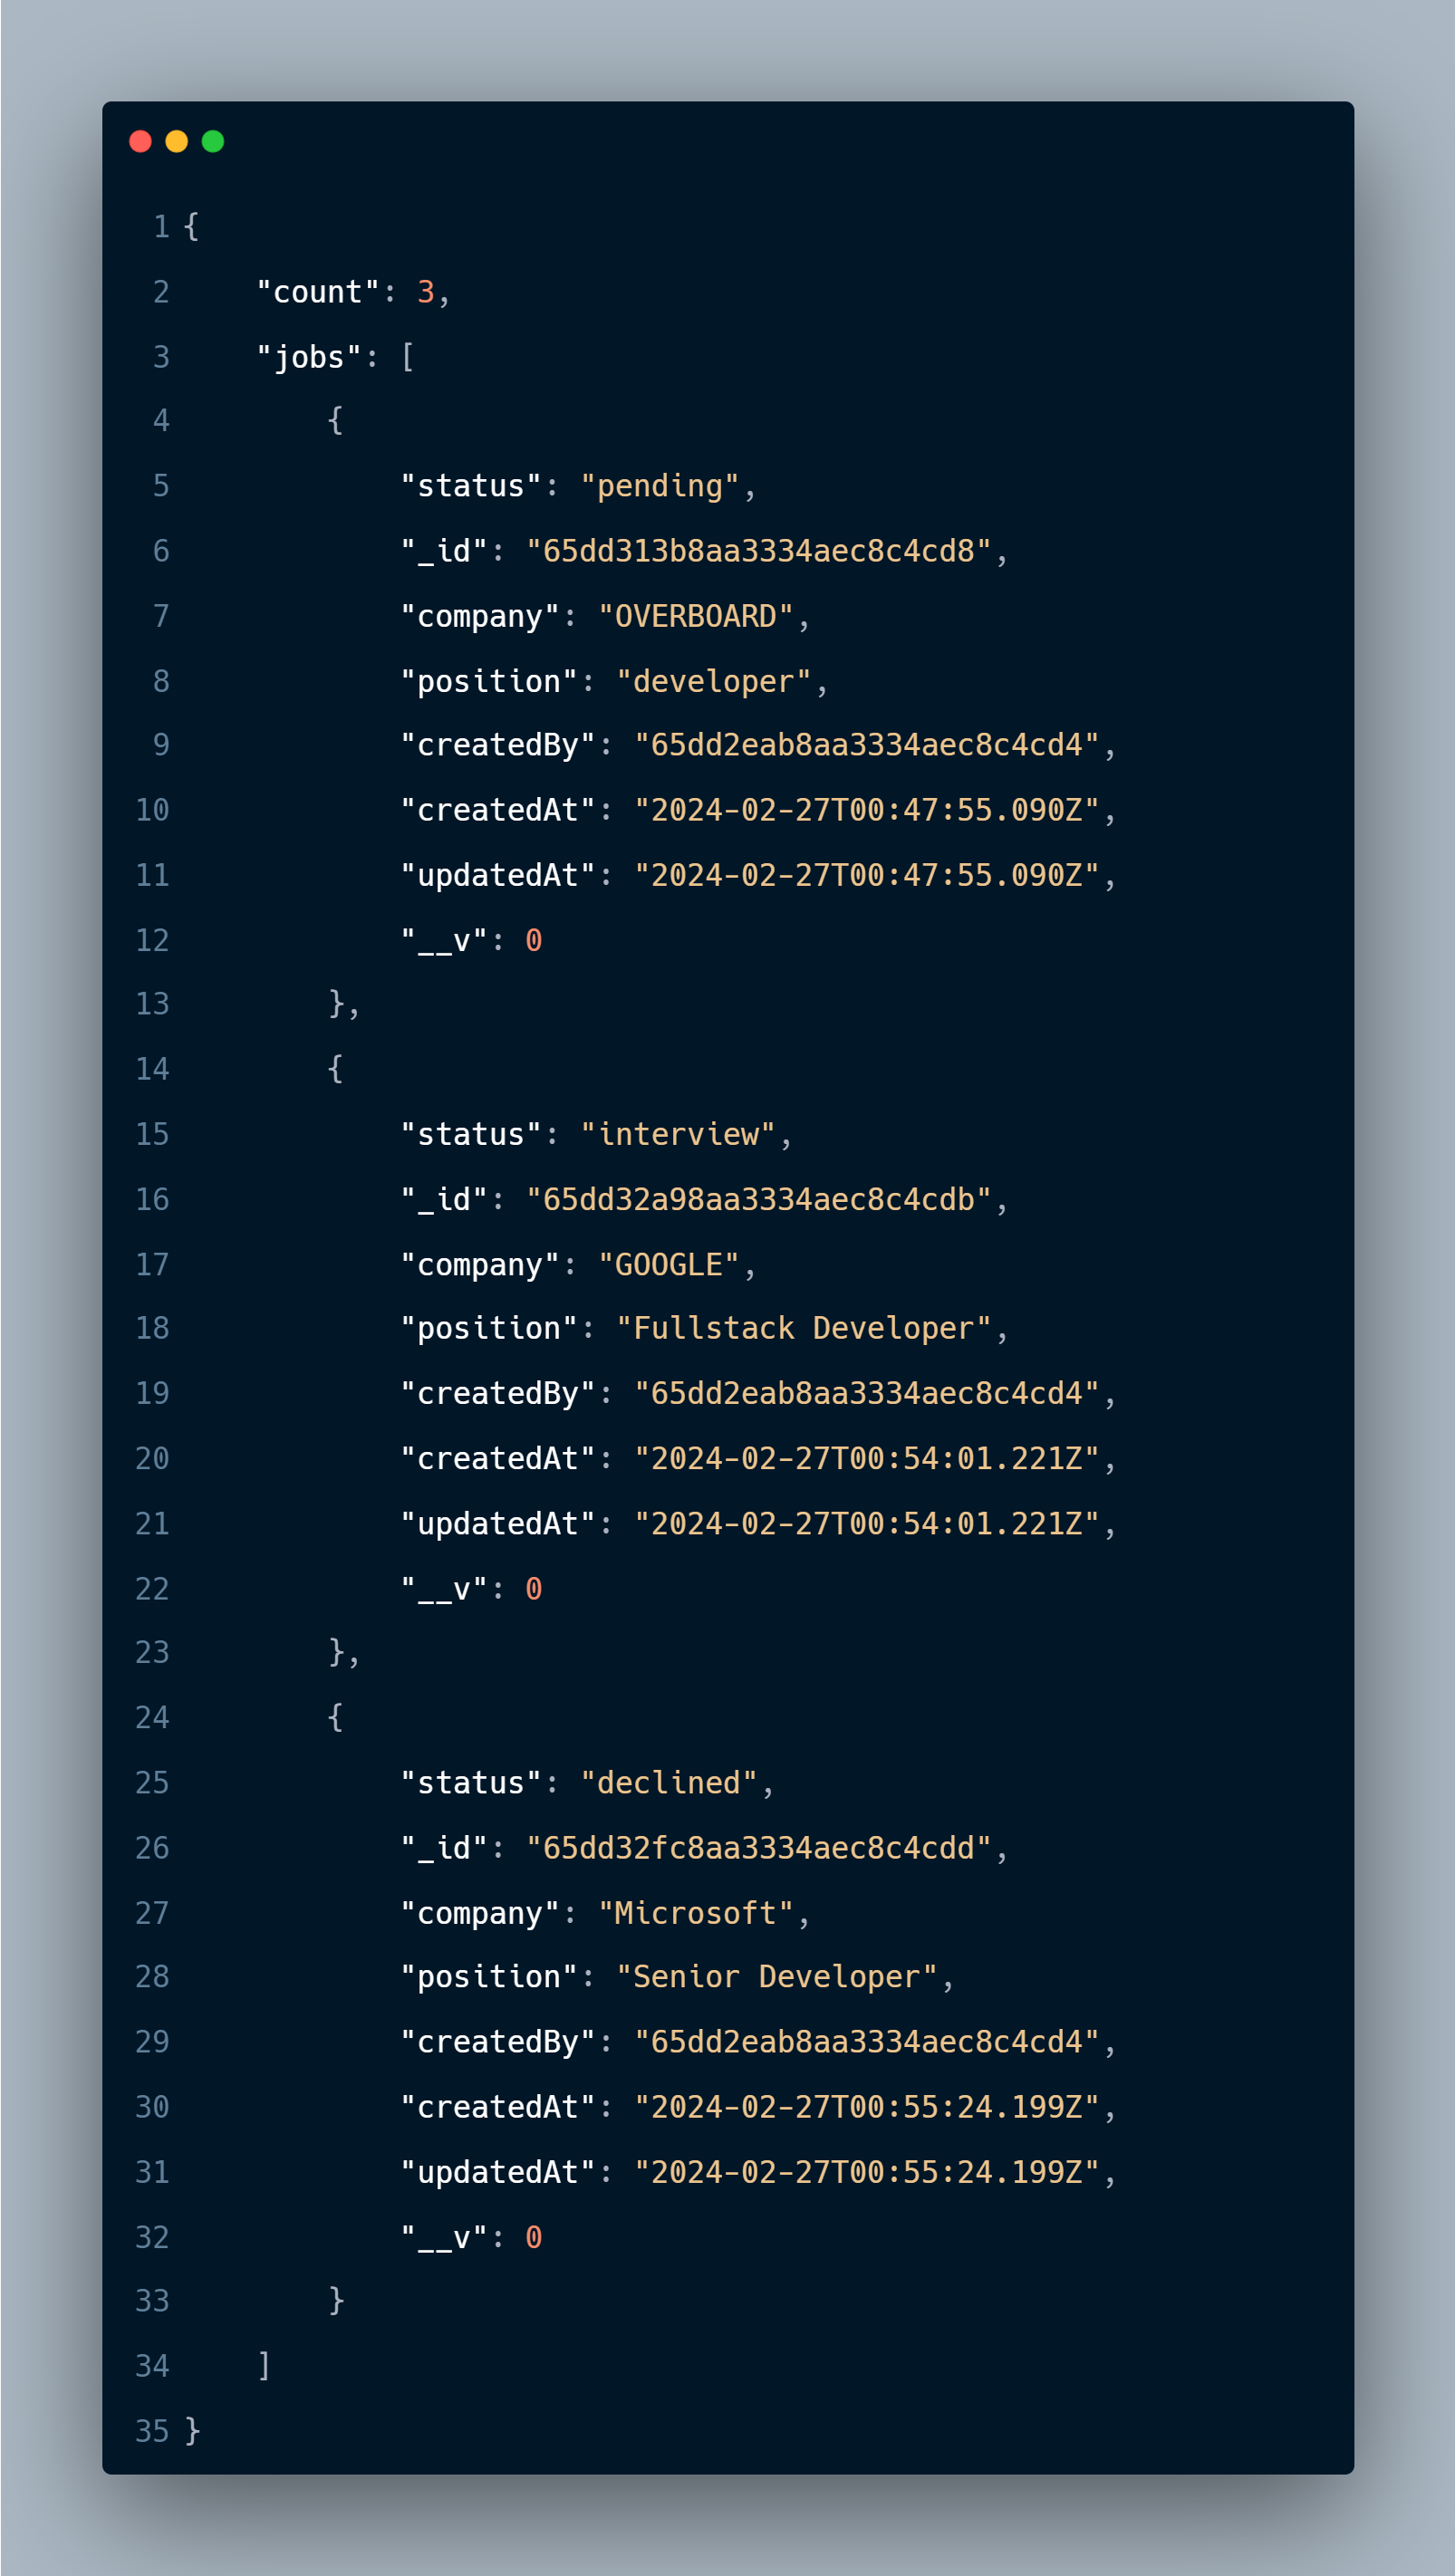 1 {
2     "count": 3,
3     "jobs": [
4         {
5             "status": "pending",
6             "_id": "65dd313b8aa3334aec8c4cd8",
7             "company": "OVERBOARD",
8             "position": "developer",
9             "createdBy": "65dd2eab8aa3334aec8c4cd4",
10             "createdAt": "2024-02-27T00:47:55.090Z",
11             "updatedAt": "2024-02-27T00:47:55.090Z",
12             "__v": 0
13         },
14         {
15             "status": "interview",
16             "_id": "65dd32a98aa3334aec8c4cdb",
17             "company": "GOOGLE",
18             "position": "Fullstack Developer",
19             "createdBy": "65dd2eab8aa3334aec8c4cd4",
20             "createdAt": "2024-02-27T00:54:01.221Z",
21             "updatedAt": "2024-02-27T00:54:01.221Z",
22             "__v": 0
23         },
24         {
25             "status": "declined",
26             "_id": "65dd32fc8aa3334aec8c4cdd",
27             "company": "Microsoft",
28             "position": "Senior Developer",
29             "createdBy": "65dd2eab8aa3334aec8c4cd4",
30             "createdAt": "2024-02-27T00:55:24.199Z",
31             "updatedAt": "2024-02-27T00:55:24.199Z",
32             "__v": 0
33         }
34     ]
35 }